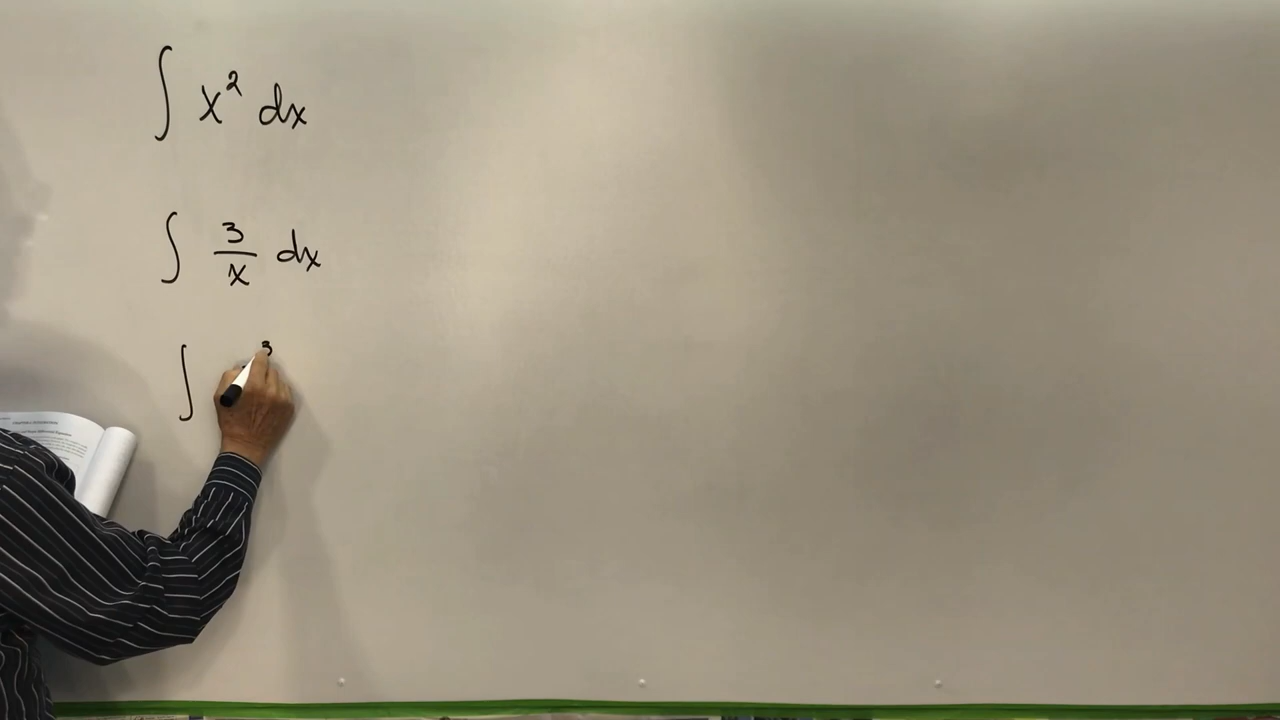 ∫ x² dx
∫ 3/x dx
∫ ³